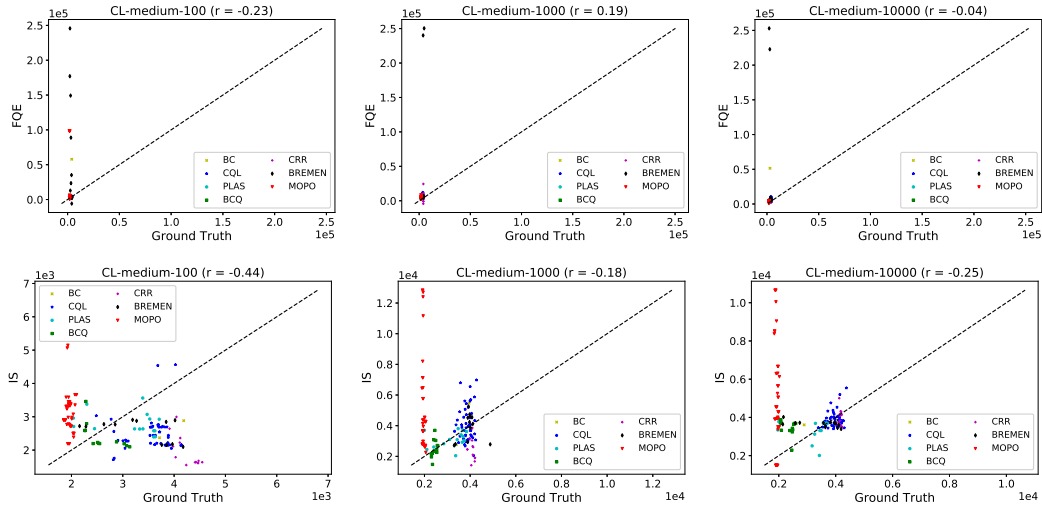 CL-medium-100 (r = -0.23)
1e5
2.5
2.0
1.5
1.0
0.5
0.0
FQE
BC CRR
CQL BREMEN
PLAS MOPO
BCQ
0.0 0.5 1.0 1.5 2.0 2.5
Ground Truth 1e5
CL-medium-1000 (r = 0.19)
1e5
2.5
2.0
1.5
1.0
0.5
0.0
FQE
BC CRR
CQL BREMEN
PLAS MOPO
BCQ
0.0 0.5 1.0 1.5 2.0 2.5
Ground Truth 1e5
CL-medium-10000 (r = -0.04)
1e5
2.5
2.0
1.5
1.0
0.5
0.0
FQE
BC CRR
CQL BREMEN
PLAS MOPO
BCQ
0.0 0.5 1.0 1.5 2.0 2.5
Ground Truth 1e5
CL-medium-100 (r = -0.44)
1e3
7
6
5
4
3
2
IS
BC CRR
CQL BREMEN
PLAS MOPO
BCQ
2 3 4 5 6 7
Ground Truth 1e3
CL-medium-1000 (r = -0.18)
1e4
1.2
1.0
0.8
0.6
0.4
0.2
IS
BC CRR
CQL BREMEN
PLAS MOPO
BCQ
0.2 0.4 0.6 0.8 1.0 1.2
Ground Truth 1e4
CL-medium-10000 (r = -0.25)
1e4
1.0
0.8
0.6
0.4
0.2
IS
BC CRR
CQL BREMEN
PLAS MOPO
BCQ
0.2 0.4 0.6 0.8 1.0
Ground Truth 1e4